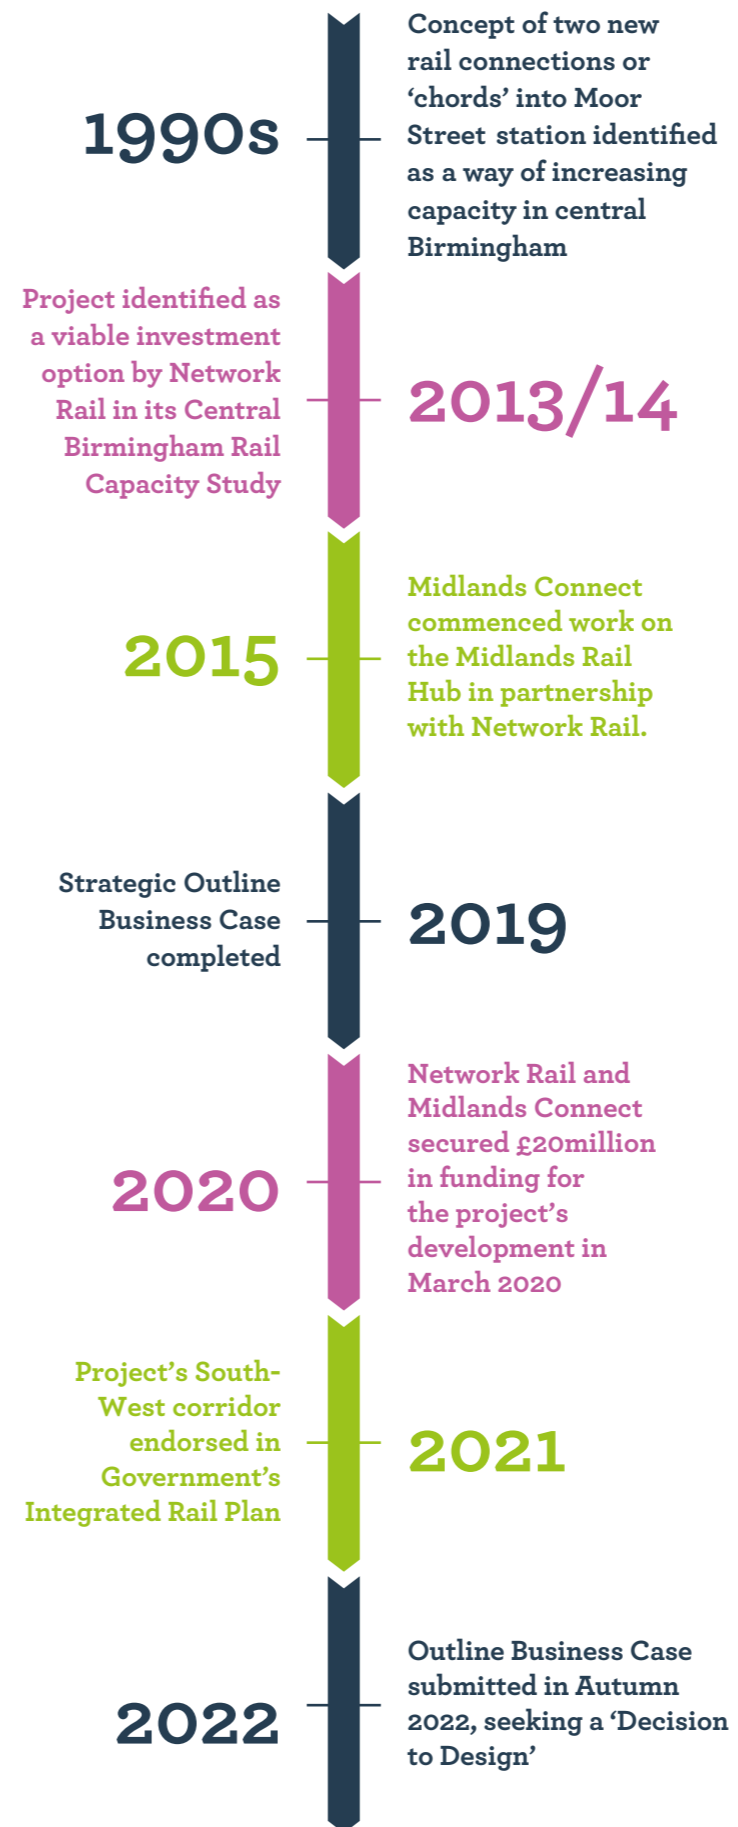 1990s
Concept of two new
rail connections or
‘chords’ into Moor
Street station identified
as a way of increasing
capacity in central
Birmingham
Project identified as
a viable investment
option by Network
Rail in its Central
Birmingham Rail
Capacity Study
2013/14
2015
Midlands Connect
commenced work on
the Midlands Rail
Hub in partnership
with Network Rail.
Strategic Outline
Business Case
completed
2019
2020
Network Rail and
Midlands Connect
secured £20million
in funding for
the project’s
development in
March 2020
Project’s South-
West corridor
endorsed in
Government’s
Integrated Rail Plan
2021
2022
Outline Business Case
submitted in Autumn
2022, seeking a ‘Decision
to Design’